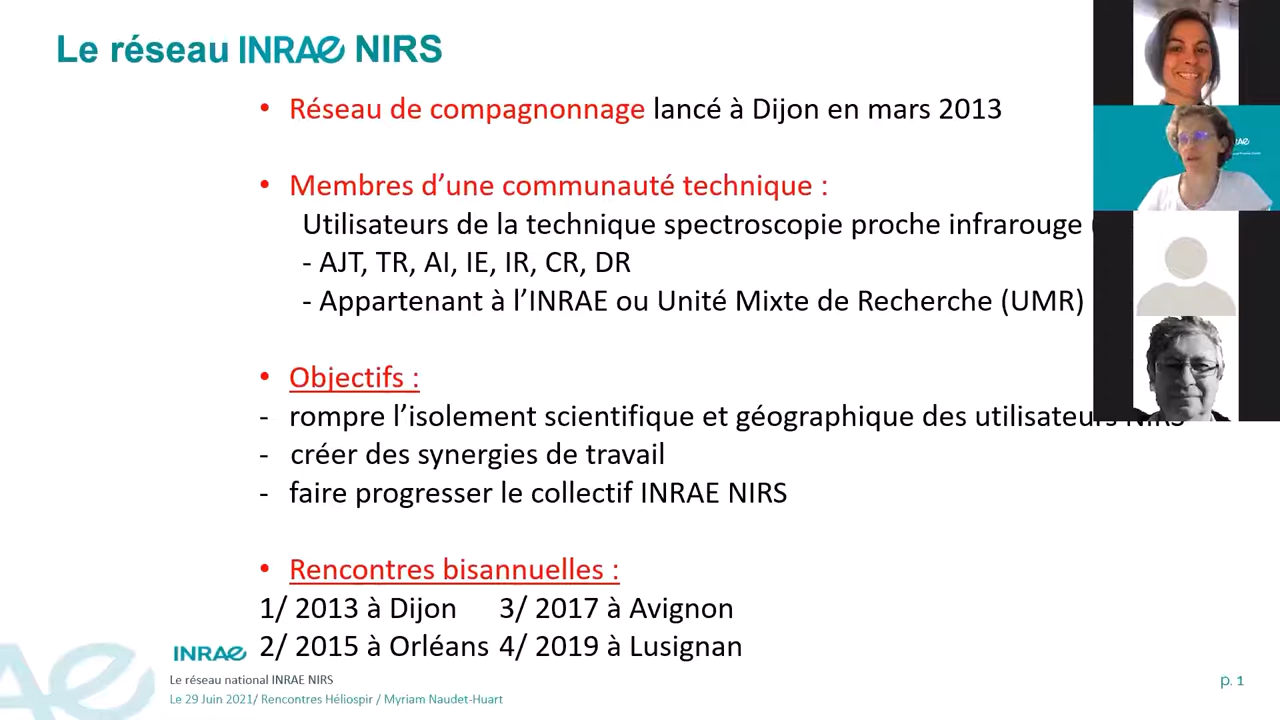 Le réseau INRAE NIRS
• Réseau de compagnonnage lancé à Dijon en mars 2013
• Membres d’une communauté technique :
Utilisateurs de la technique spectroscopie proche infrarouge (
- AJT, TR, AI, IE, IR, CR, DR
- Appartenant à l’INRAE ou Unité Mixte de Recherche (UMR)
• Objectifs :
- rompre l’isolement scientifique et géographique des utilisateurs NIRS
- créer des synergies de travail
- faire progresser le collectif INRAE NIRS
• Rencontres bisannuelles :
1/ 2013 à Dijon 3/ 2017 à Avignon
2/ 2015 à Orléans 4/ 2019 à Lusignan
INRAE
Le réseau national INRAE NIRS
Le 29 Juin 2021/ Rencontres Héliospir / Myriam Naudet-Huart
p. 1